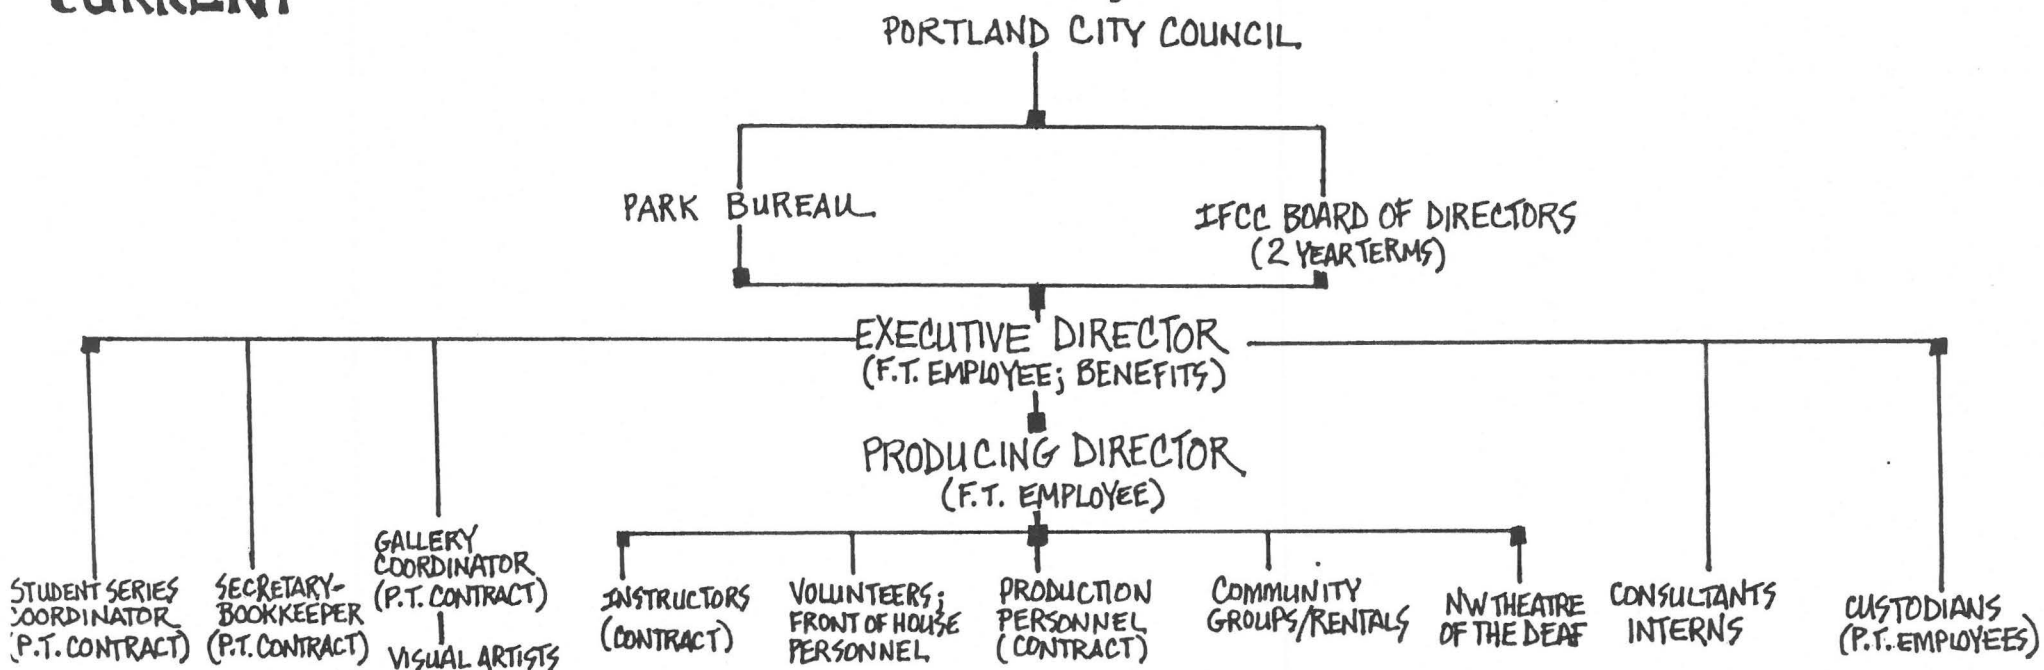 CURRENT
PORTLAND CITY COUNCIL
PARK BUREAU
IFCC BOARD OF DIRECTORS
(2 YEAR TERMS)
EXECUTIVE DIRECTOR
(F.T. EMPLOYEE; BENEFITS)
PRODUCING DIRECTOR
(F.T. EMPLOYEE)
STUDENT SERIES
COORDINATOR
(P.T. CONTRACT)
SECRETARY-
BOOKKEEPER
(P.T. CONTRACT)
GALLERY
COORDINATOR
(P.T. CONTRACT)
VISUAL ARTISTS
INSTRUCTORS
(CONTRACT)
VOLUNTEERS;
FRONT OF HOUSE
PERSONNEL
PRODUCTION
PERSONNEL
(CONTRACT)
COMMUNITY
GROUPS/RENTALS
NW THEATRE
OF THE DEAF
CONSULTANTS
INTERNS
CUSTODIANS
(P.T. EMPLOYEES)